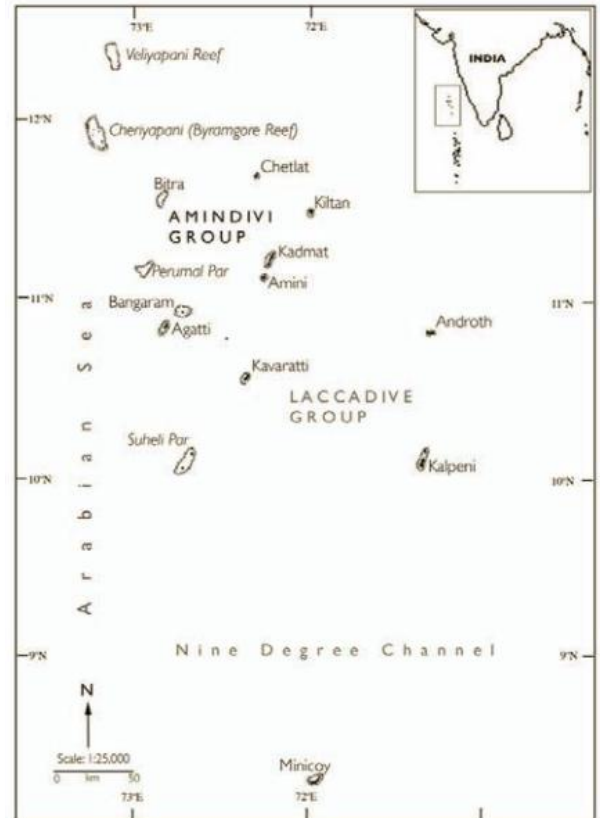 73°E
72°E
Veliyapani Reef
INDIA
12°N
Cheriyapani (Byramgore Reef)
Chetlat
Bitra
Kiltan
AMINDIVI
GROUP
Kadmat
Perumal Par
Amini
11°N
11°N
Bangaram
Agatti
Androth
Kavaratti
LACCADIVE
GROUP
Suheli Par
Kalpeni
10°N
10°N
Arabian Sea
Nine Degree Channel
9°N
9°N
N
Scale: 1:25,000
0 km 50
Minicoy
73°E
72°E